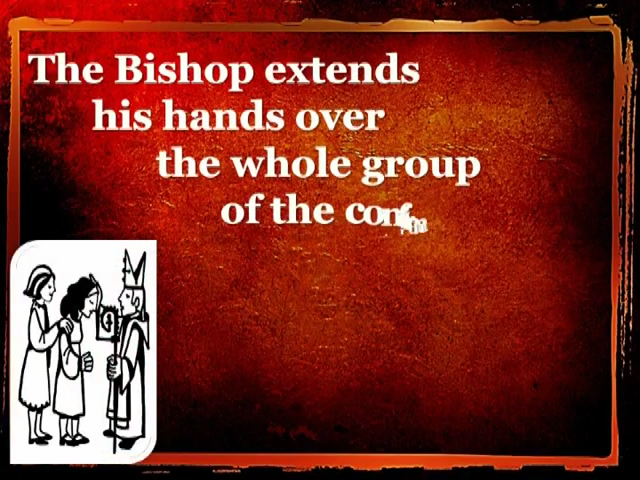 The Bishop extends
his hands over
the whole group
of the